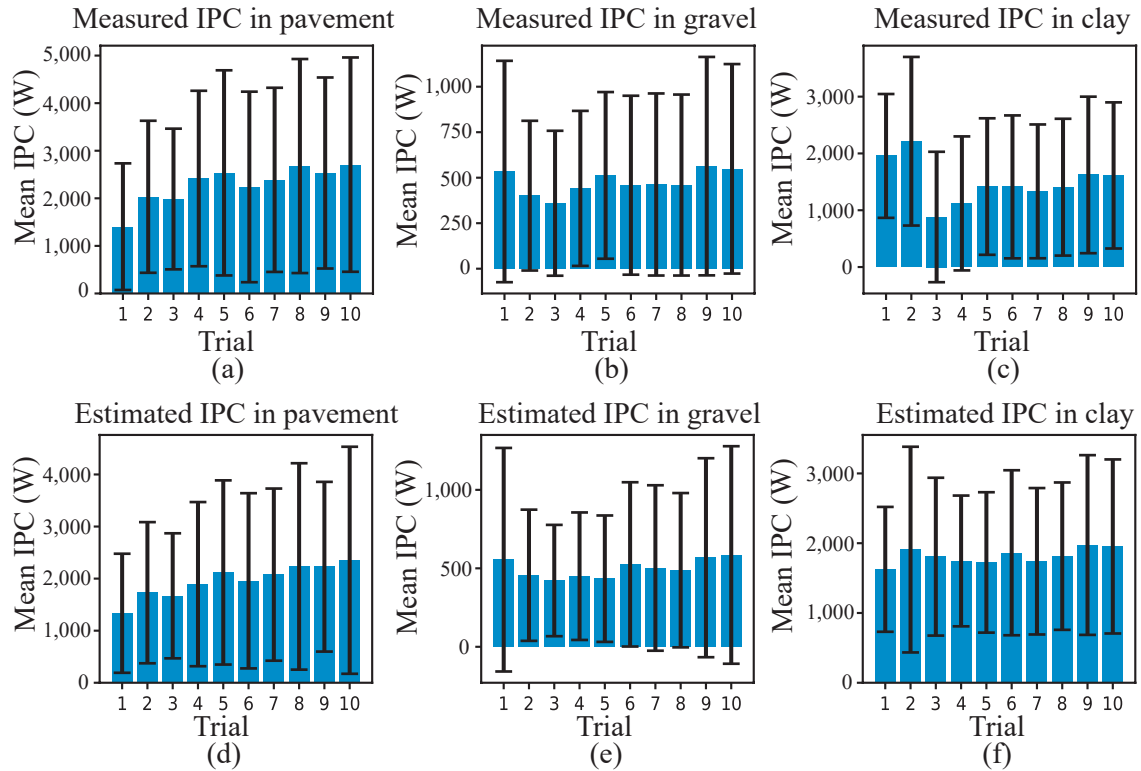 Measured IPC in pavement
Mean IPC (W)
5,000
4,000
3,000
2,000
1,000
0
1 2 3 4 5 6 7 8 9 10
Trial
(a)
Measured IPC in gravel
Mean IPC (W)
1,000
750
500
250
0
1 2 3 4 5 6 7 8 9 10
Trial
(b)
Measured IPC in clay
Mean IPC (W)
3,000
2,000
1,000
0
1 2 3 4 5 6 7 8 9 10
Trial
(c)
Estimated IPC in pavement
Mean IPC (W)
4,000
3,000
2,000
1,000
0
1 2 3 4 5 6 7 8 9 10
Trial
(d)
Estimated IPC in gravel
Mean IPC (W)
1,000
500
0
1 2 3 4 5 6 7 8 9 10
Trial
(e)
Estimated IPC in clay
Mean IPC (W)
3,000
2,000
1,000
0
1 2 3 4 5 6 7 8 9 10
Trial
(f)